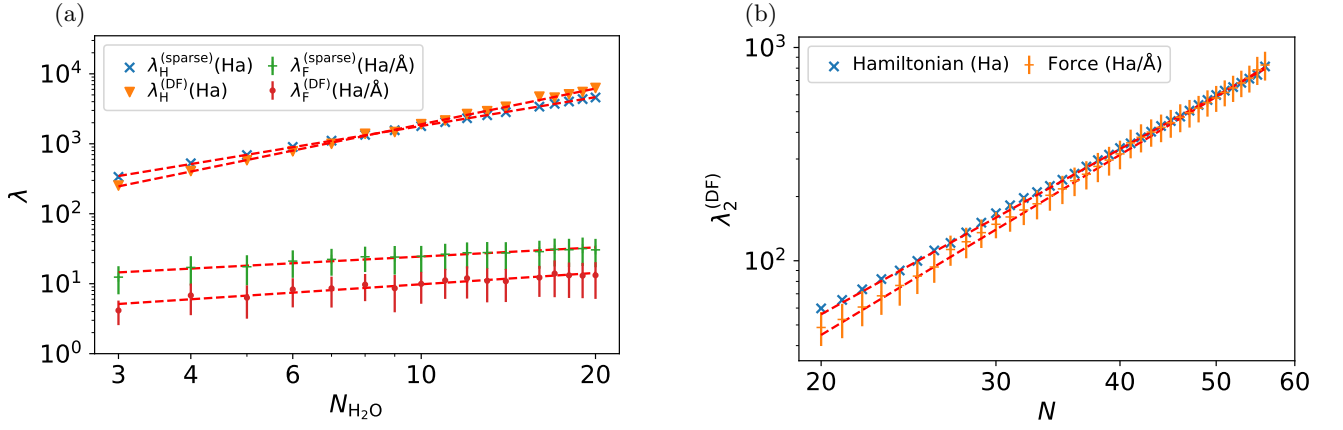 (a)
λ_H^(sparse)(Ha) λ_F^(sparse)(Ha/Å)
λ_H^(DF)(Ha) λ_F^(DF)(Ha/Å)
10^4
10^3
10^2
10^1
10^0
λ
3 4 6 10 20
N_H₂O
(b)
Hamiltonian (Ha) Force (Ha/Å)
10^3
10^2
λ_2^(DF)
20 30 40 50 60
N